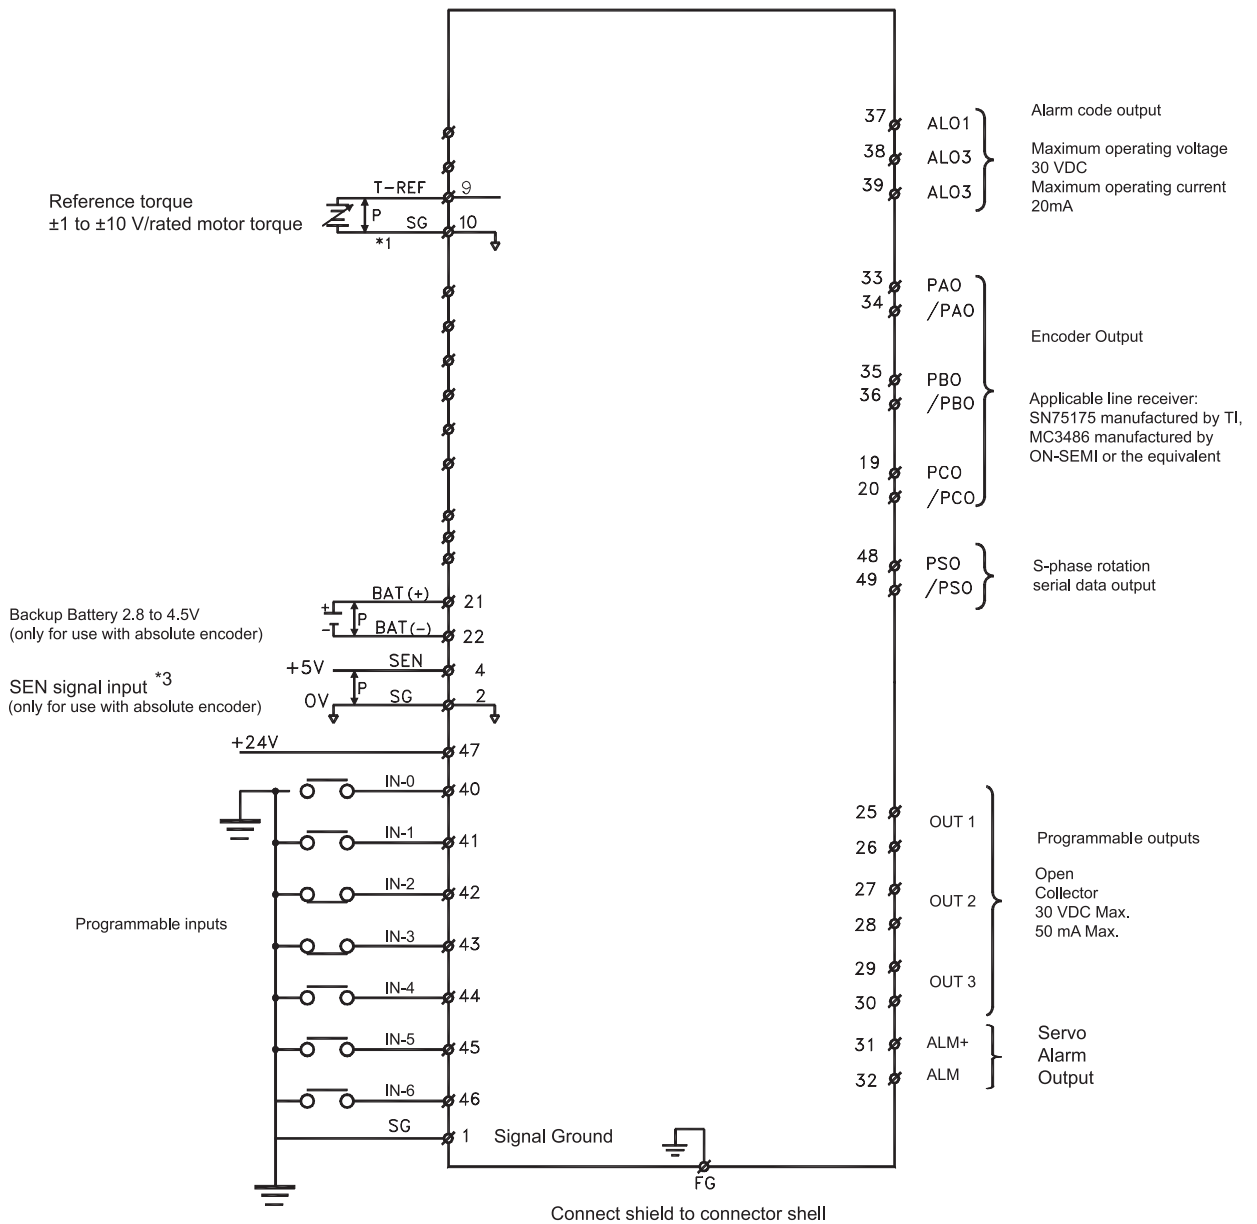 Reference torque
±1 to ±10 V/rated motor torque
T-REF
9
P
SG
10
*1
BAT(+)
21
Backup Battery 2.8 to 4.5V
(only for use with absolute encoder)
+
P
−
BAT(−)
22
+5V
SEN
4
SEN signal input *3
(only for use with absolute encoder)
P
0V
SG
2
+24V
47
IN-0
40
IN-1
41
IN-2
42
Programmable inputs
IN-3
43
IN-4
44
IN-5
45
IN-6
46
SG
1
Signal Ground
FG
Connect shield to connector shell
37
ALO1
38
ALO3
39
ALO3
Alarm code output
Maximum operating voltage
30 VDC
Maximum operating current
20mA
33
PAO
34
/PAO
35
PBO
36
/PBO
19
PCO
20
/PCO
Encoder Output
Applicable line receiver:
SN75175 manufactured by TI,
MC3486 manufactured by
ON-SEMI or the equivalent
48
PSO
49
/PSO
S-phase rotation
serial data output
25
OUT 1
26
27
OUT 2
28
29
OUT 3
30
Programmable outputs
Open
Collector
30 VDC Max.
50 mA Max.
31
ALM+
32
ALM
Servo
Alarm
Output